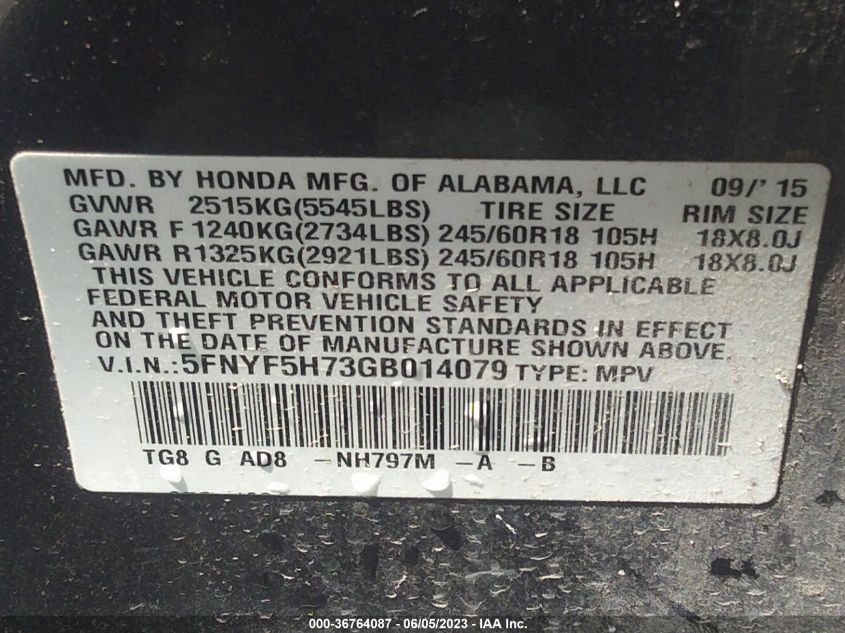 MFD. BY HONDA MFG. OF ALABAMA, LLC 09/' 15
GVWR 2515KG(5545LBS) TIRE SIZE RIM SIZE
GAWR F 1240KG(2734LBS) 245/60R18 105H 18X8.0J
GAWR R1325KG(2921LBS) 245/60R18 105H 18X8.0J
THIS VEHICLE CONFORMS TO ALL APPLICABLE
FEDERAL MOTOR VEHICLE SAFETY
AND THEFT PREVENTION STANDARDS IN EFFECT
ON THE DATE OF MANUFACTURE SHOWN ABOVE.
V.I.N.:5FNYF5H73GB014079 TYPE: MPV
TG8 G AD8 -NH797M -A -B
000-36764087 - 06/05/2023 - IAA Inc.